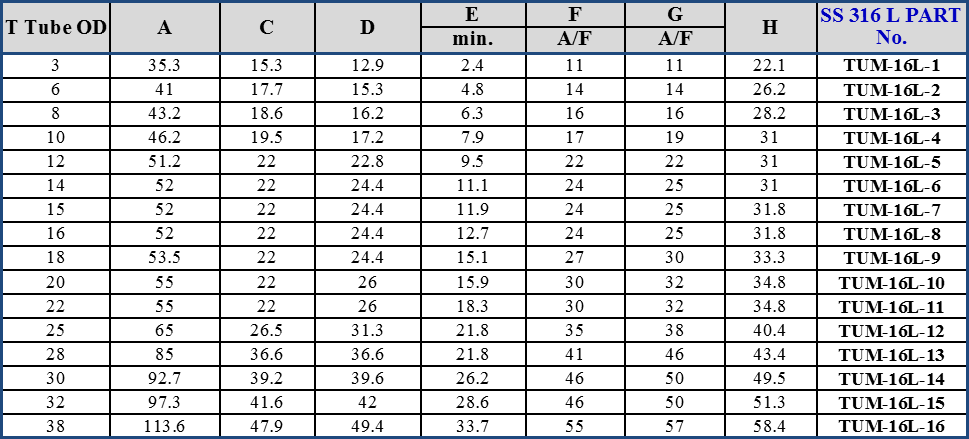 T Tube OD A C D E F G H SS 316 L PART No.
min. A/F A/F
3 35.3 15.3 12.9 2.4 11 11 22.1 TUM-16L-1
6 41 17.7 15.3 4.8 14 14 26.2 TUM-16L-2
8 43.2 18.6 16.2 6.3 16 16 28.2 TUM-16L-3
10 46.2 19.5 17.2 7.9 17 19 31 TUM-16L-4
12 51.2 22 22.8 9.5 22 22 31 TUM-16L-5
14 52 22 24.4 11.1 24 25 31 TUM-16L-6
15 52 22 24.4 11.9 24 25 31.8 TUM-16L-7
16 52 22 24.4 12.7 24 25 31.8 TUM-16L-8
18 53.5 22 24.4 15.1 27 30 33.3 TUM-16L-9
20 55 22 26 15.9 30 32 34.8 TUM-16L-10
22 55 22 26 18.3 30 32 34.8 TUM-16L-11
25 65 26.5 31.3 21.8 35 38 40.4 TUM-16L-12
28 85 36.6 36.6 21.8 41 46 43.4 TUM-16L-13
30 92.7 39.2 39.6 26.2 46 50 49.5 TUM-16L-14
32 97.3 41.6 42 28.6 46 50 51.3 TUM-16L-15
38 113.6 47.9 49.4 33.7 55 57 58.4 TUM-16L-16